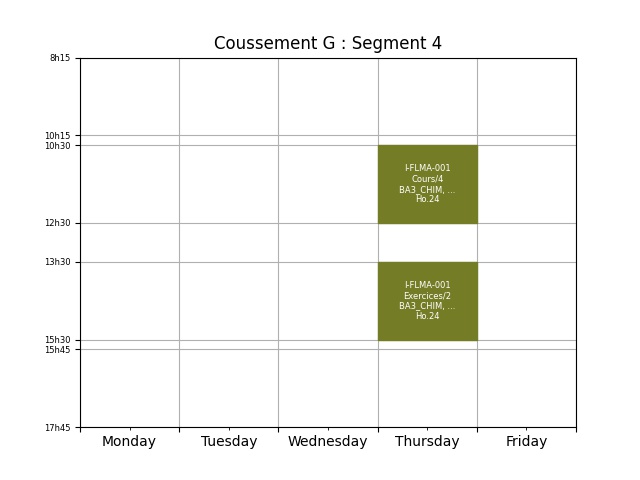 Coussement G : Segment 4
8h15
10h15
10h30
I-FLMA-001
Cours/4
BA3_CHIM, ...
Ho.24
12h30
13h30
I-FLMA-001
Exercices/2
BA3_CHIM, ...
Ho.24
15h30
15h45
17h45
Monday Tuesday Wednesday Thursday Friday